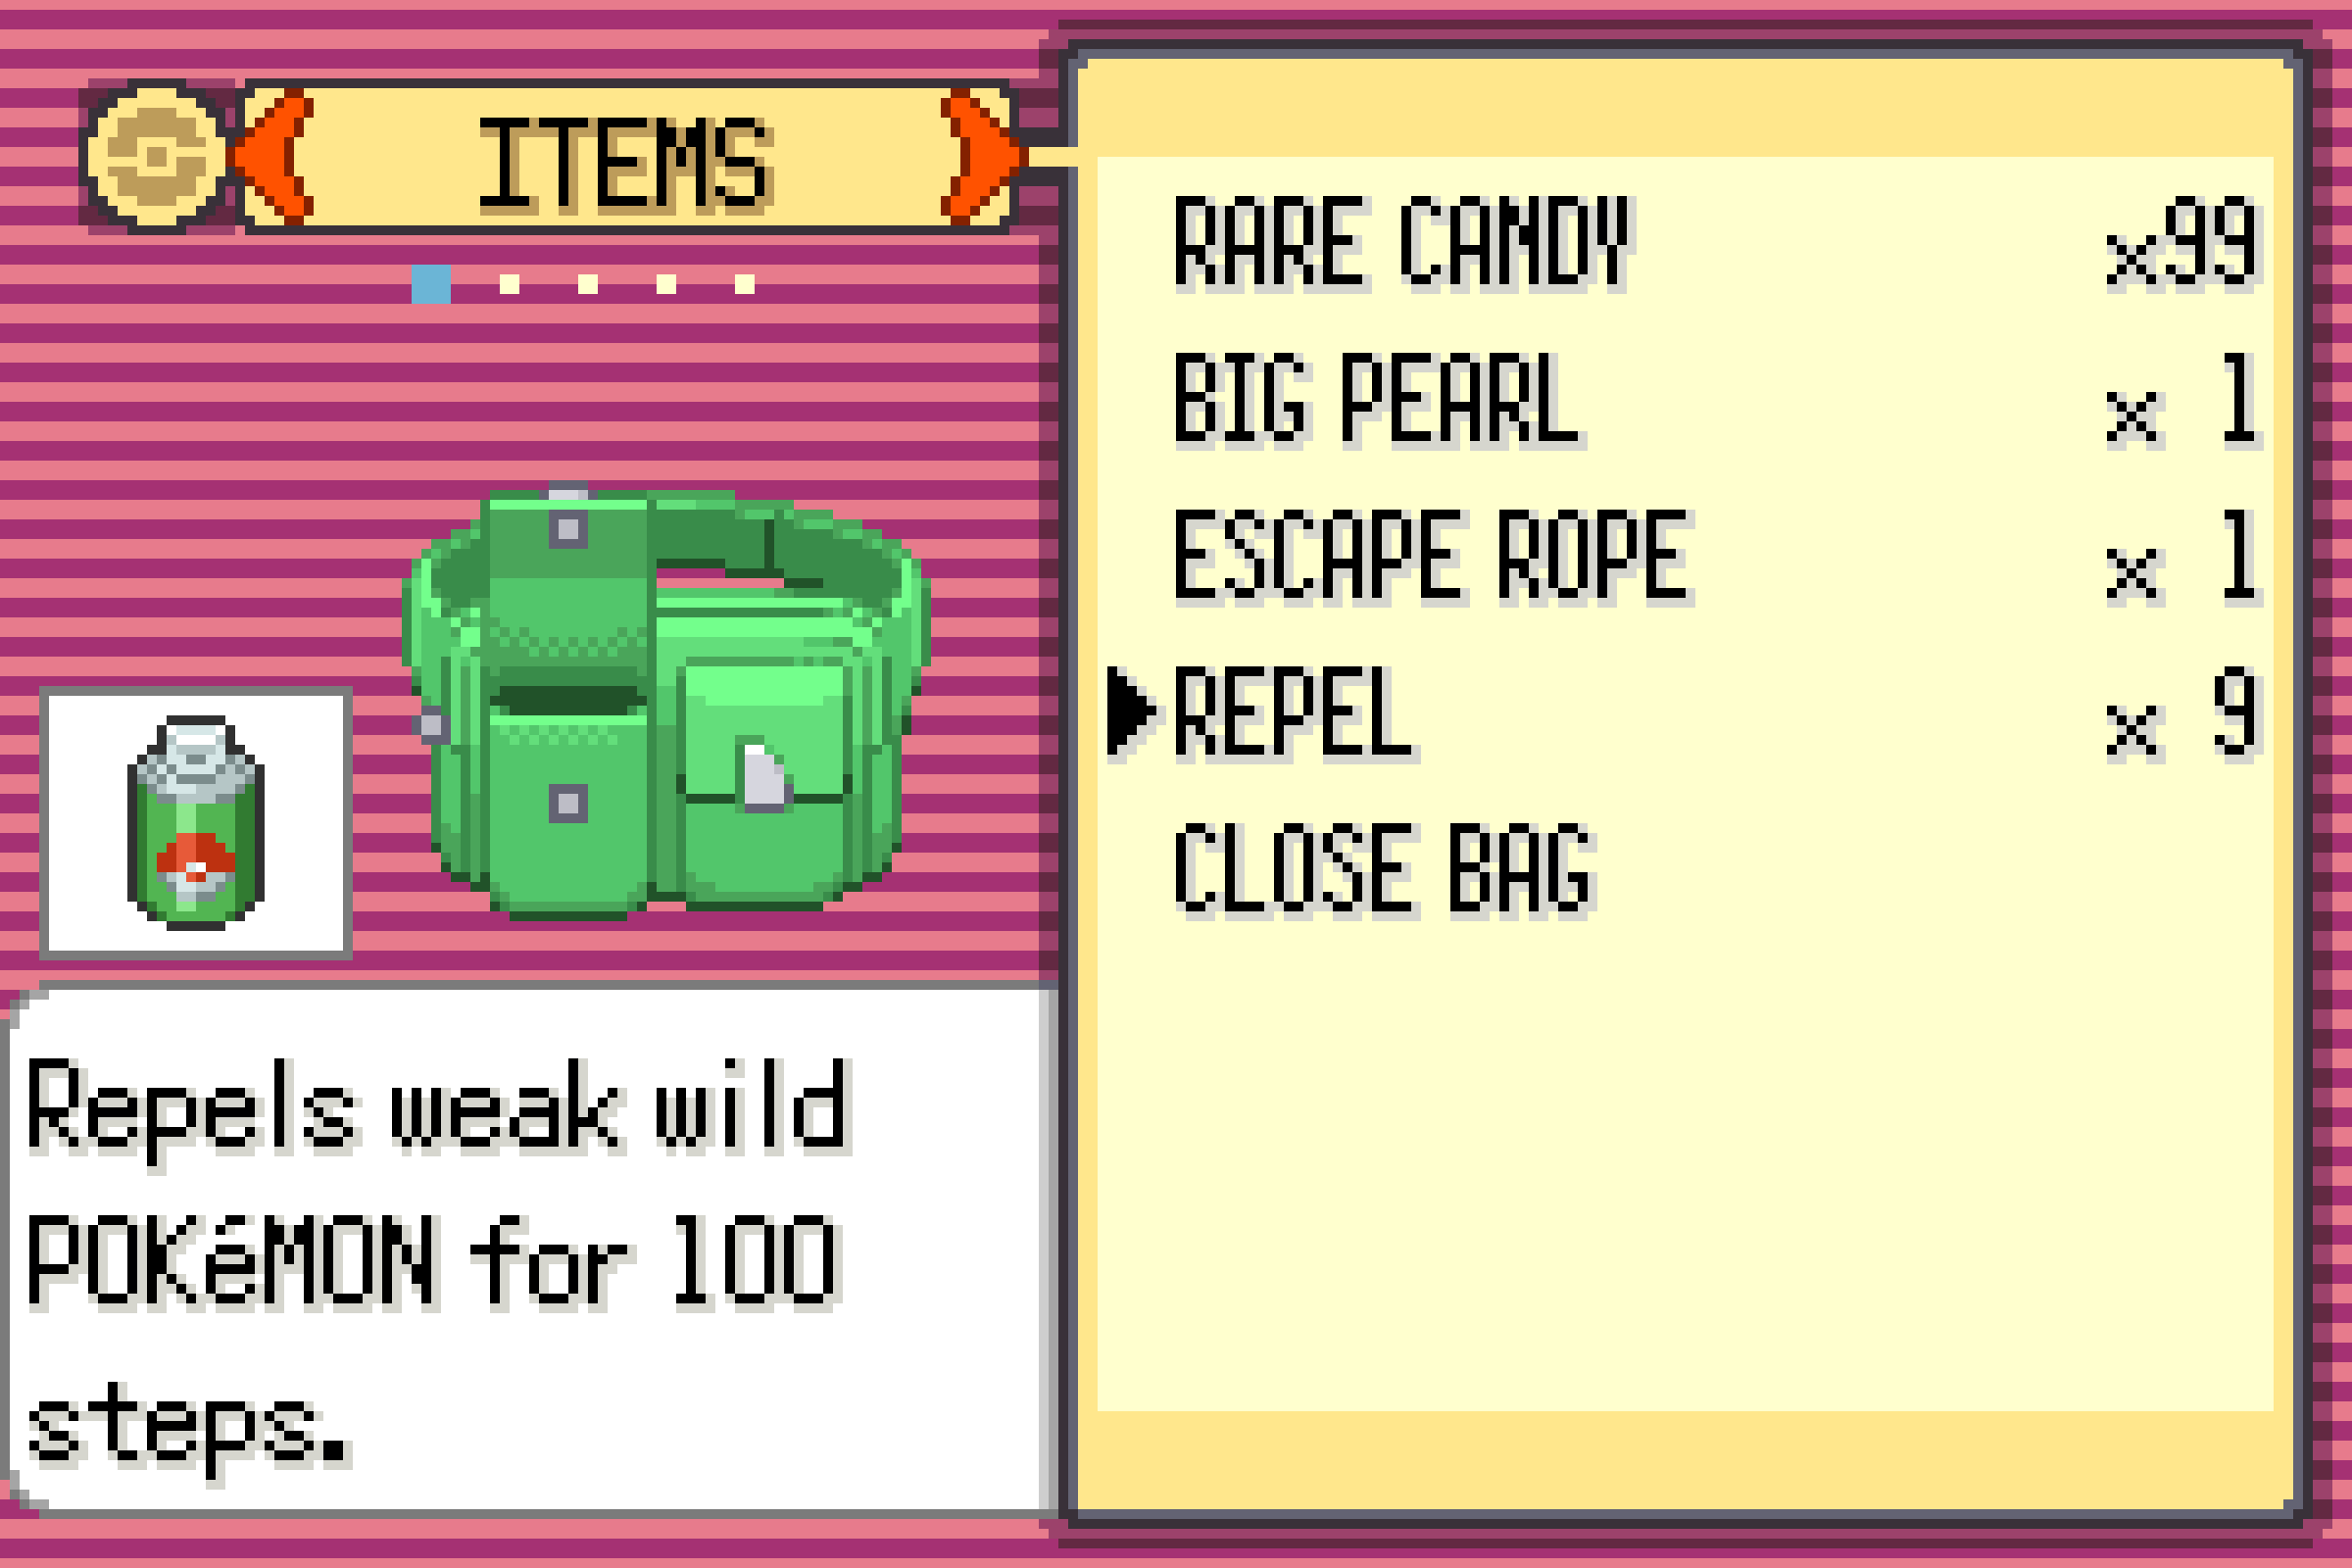 ITEMS
RARE CANDY ×99
BIG PEARL × 1
ESCAPE ROPE × 1
REPEL × 9
CLOSE BAG
Repels weak wild
POKéMON for 100
steps.